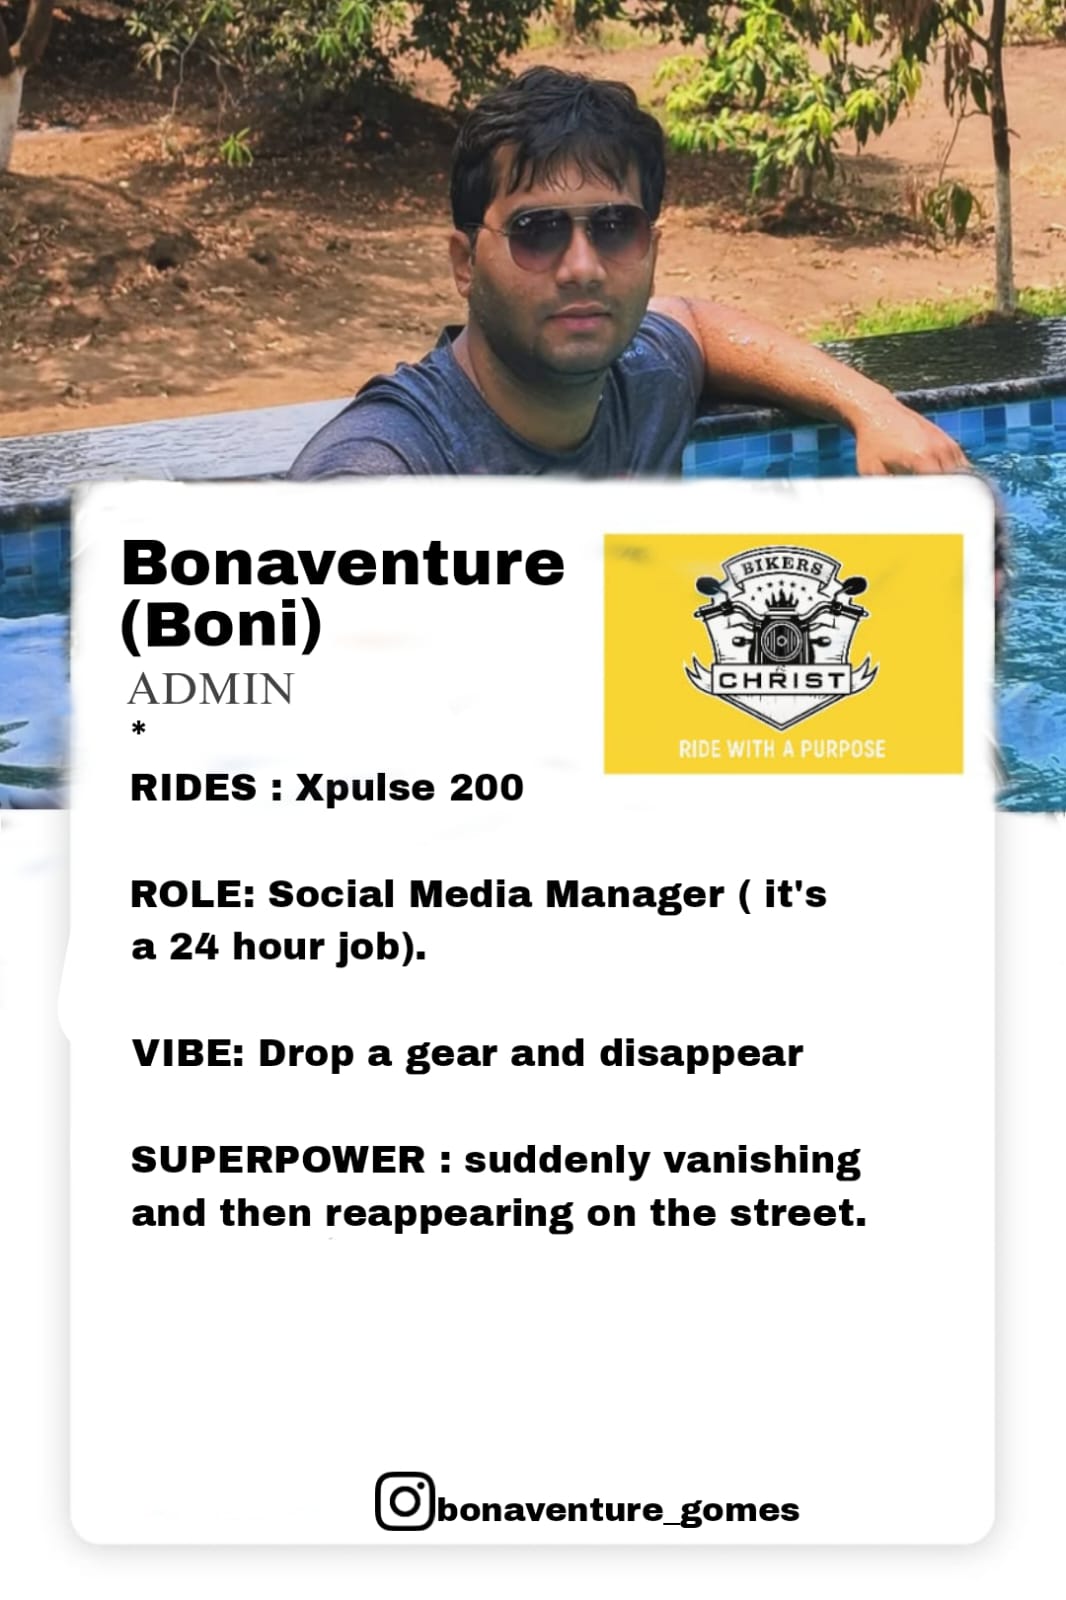 Bonaventure
(Boni)
ADMIN
*
BIKERS
CHRIST
RIDE WITH A PURPOSE
RIDES : Xpulse 200
ROLE: Social Media Manager ( it's
a 24 hour job).
VIBE: Drop a gear and disappear
SUPERPOWER : suddenly vanishing
and then reappearing on the street.
bonaventure_gomes